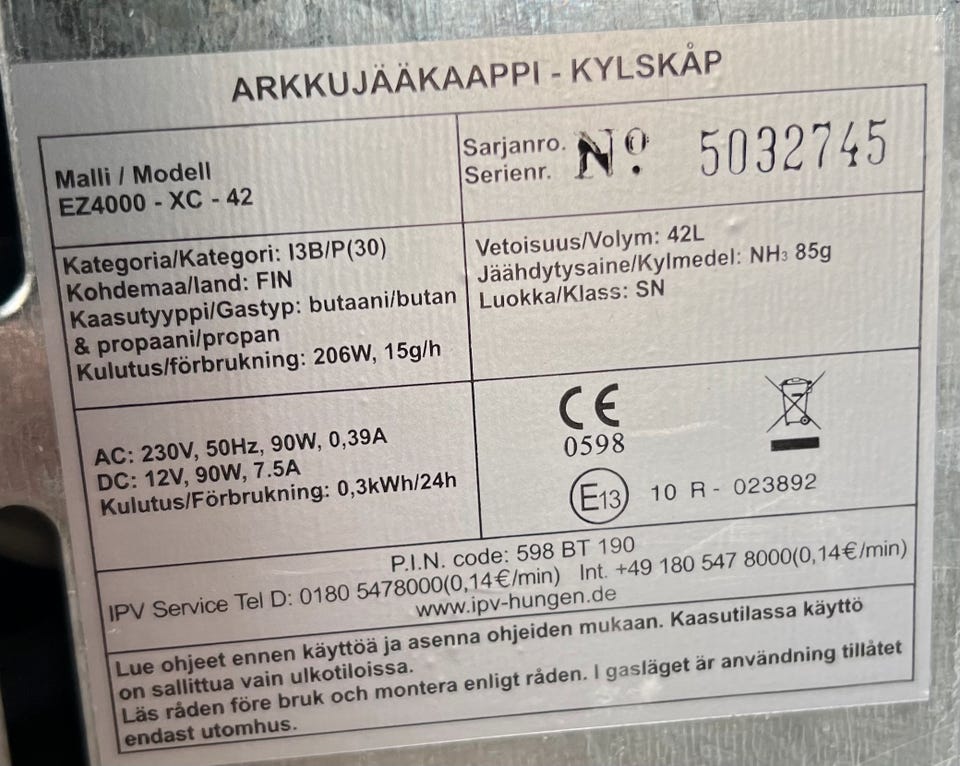 ARKKUJÄÄKAAPPI - KYLSKÅP
Malli / Modell
EZ4000 - XC - 42
Sarjanro.
Serienr.
Nº 5032745
Kategoria/Kategori: I3B/P(30)
Kohdemaa/land: FIN
Kaasutyyppi/Gastyp: butaani/butan
& propaani/propan
Kulutus/förbrukning: 206W, 15g/h
Vetoisuus/Volym: 42L
Jäähdytysaine/Kylmedel: NH₃ 85g
Luokka/Klass: SN
AC: 230V, 50Hz, 90W, 0,39A
DC: 12V, 90W, 7.5A
Kulutus/Förbrukning: 0,3kWh/24h
CE
0598
E13 10 R - 023892
P.I.N. code: 598 BT 190
IPV Service Tel D: 0180 5478000(0,14€/min) Int. +49 180 547 8000(0,14€/min)
www.ipv-hungen.de
Lue ohjeet ennen käyttöä ja asenna ohjeiden mukaan. Kaasutilassa käyttö
on sallittua vain ulkotiloissa.
Läs råden före bruk och montera enligt råden. I gasläget är användning tillåtet
endast utomhus.